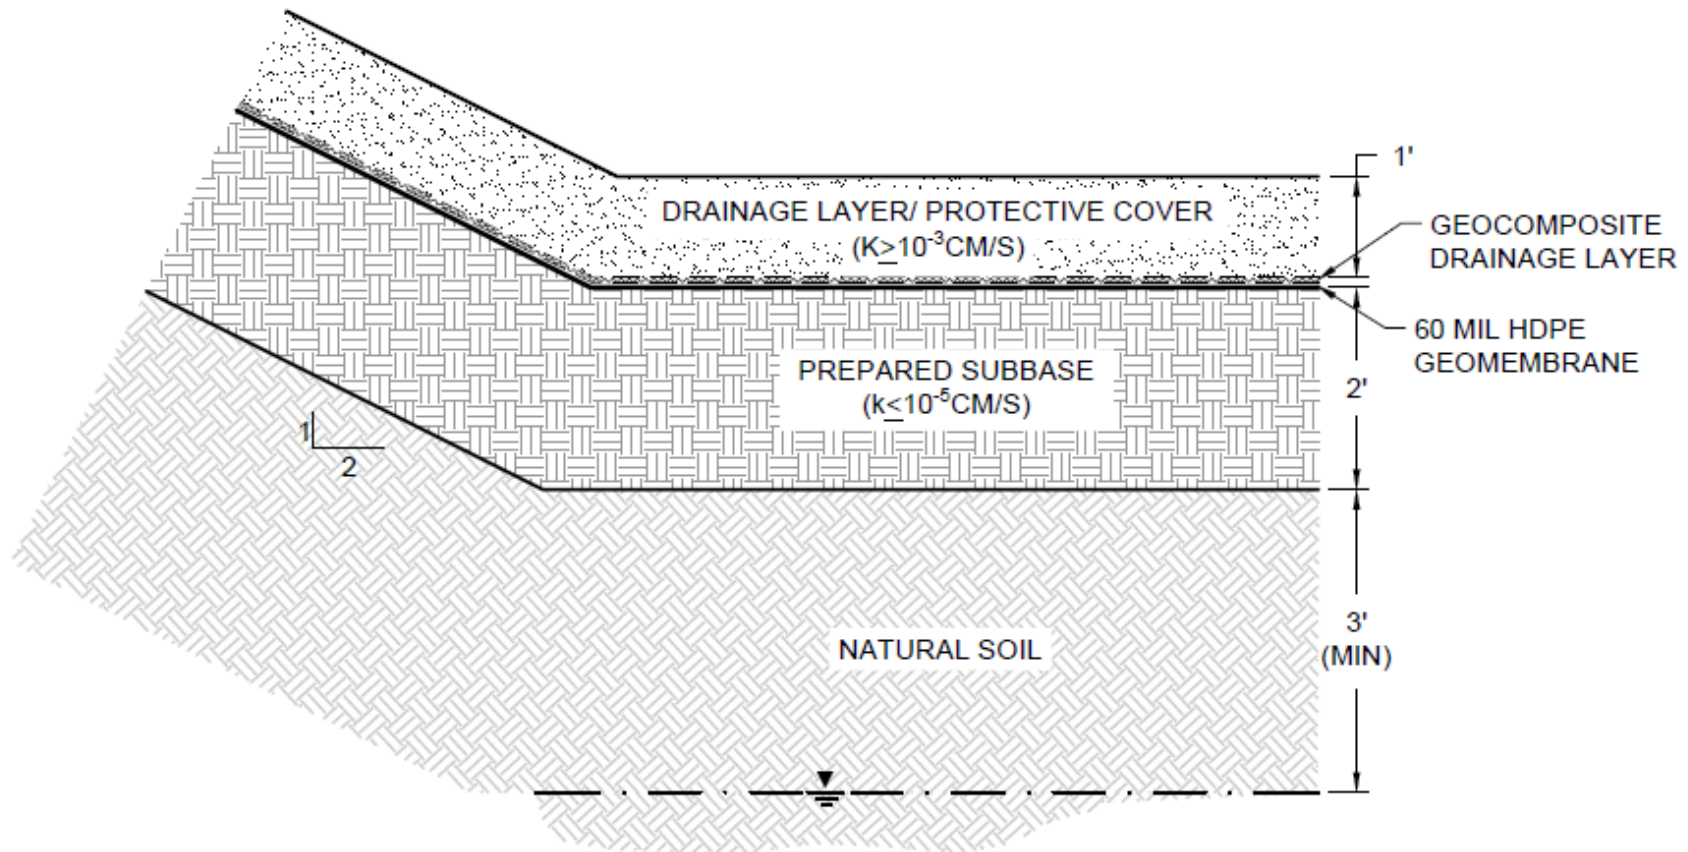 1'
DRAINAGE LAYER/ PROTECTIVE COVER
(K≥10⁻³CM/S)
GEOCOMPOSITE
DRAINAGE LAYER
60 MIL HDPE
GEOMEMBRANE
PREPARED SUBBASE
(k≤10⁻⁵CM/S)
2'
1
2
3'
(MIN)
NATURAL SOIL